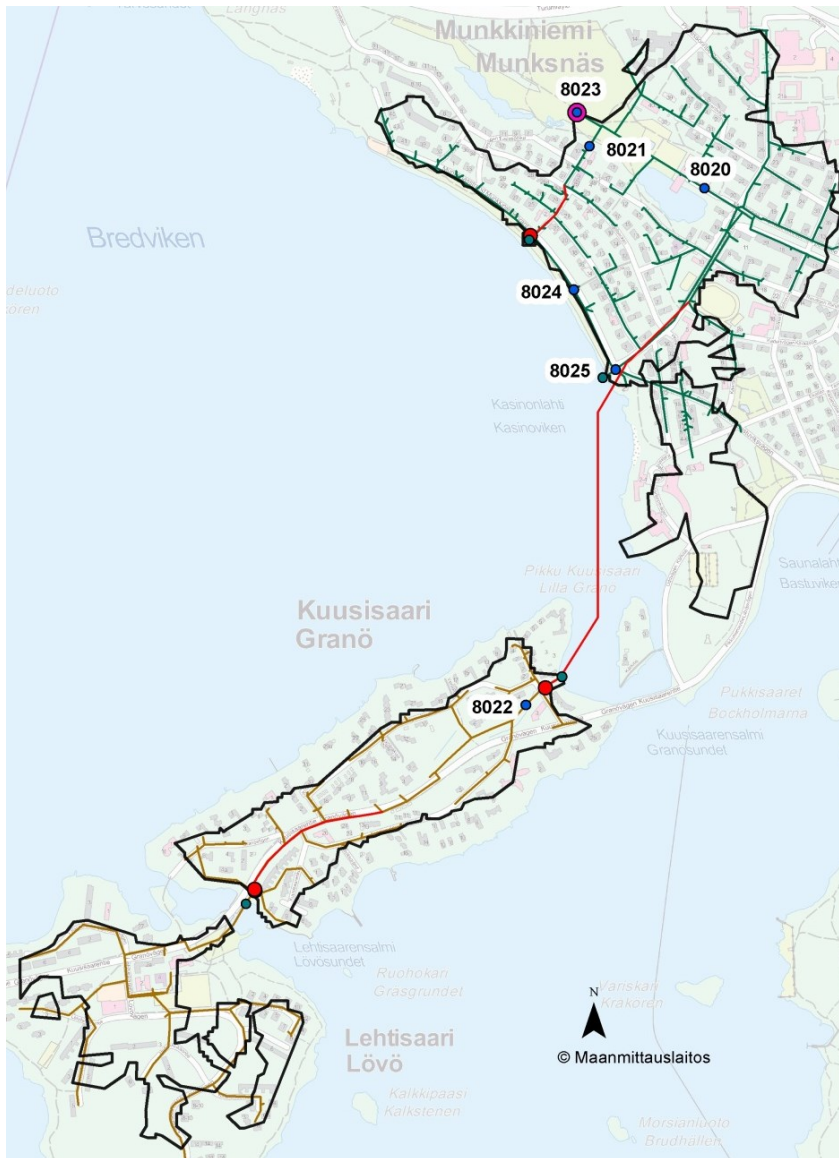 Munkkiniemi
Munksnäs
8023
8021
8020
Bredviken
8024
8025
Kasinonlahti
Kasinoviken
Saunalahti
Bastuviken
Pikku Kuusisaari
Lilla Granö
Kuusisaari
Granö
8022
Pukkisaaret
Bockholmarna
Kuusisaarensalmi
Granösundet
Lehtisaarensalmi
Lövösundet
Ruohokari
Gräsgrundet
Variskari
Kråkören
Lehtisaari
Lövö
N
© Maanmittauslaitos
Kalkkipaasi
Kalkstenen
Morsianluoto
Brudhällen